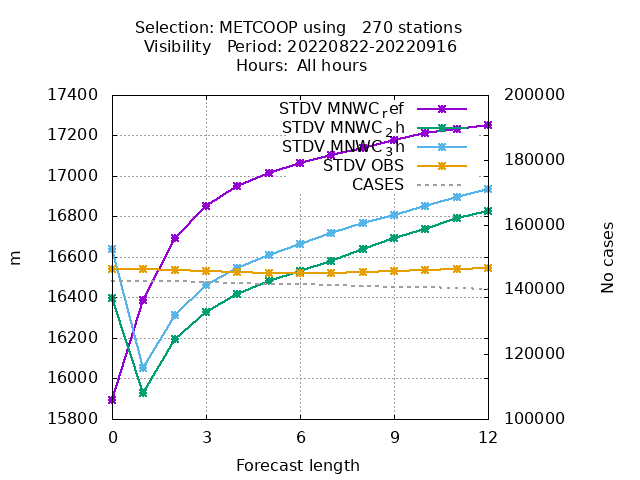 Selection: METCOOP using   270 stations
Visibility   Period: 20220822-20220916
Hours:  All hours
17400
17200
17000
16800
16600
16400
16200
16000
15800
m
STDV MNWC_ref
STDV MNWC_2h
STDV MNWC_3h
STDV OBS
CASES
200000
180000
160000
140000
120000
100000
No cases
0 3 6 9 12
Forecast length